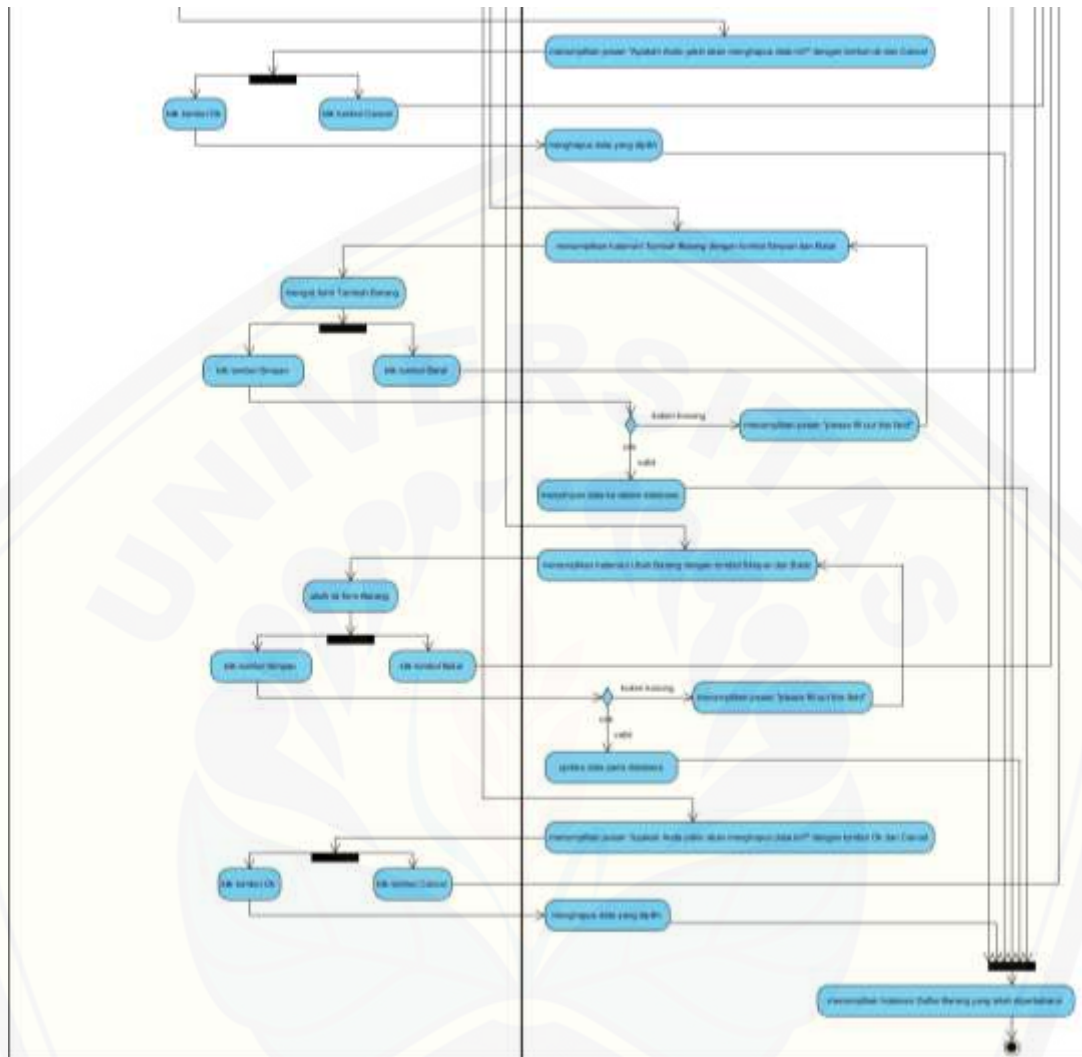 menampilkan pesan "Apakah Anda yakin akan menghapus data ini?" dengan tombol ok dan Cancel
klik tombol Ok
klik tombol Cancel
menghapus data yang dipilih
menampilkan halaman Tambah Barang dengan tombol Simpan dan Batal
mengisi form Tambah Barang
klik tombol Simpan
klik tombol Batal
kolom kosong
menampilkan pesan "please fill out this field"
cek
valid
menyimpan data ke dalam database
menampilkan halaman Ubah Barang dengan tombol Simpan dan Batal
ubah isi form Barang
klik tombol Simpan
klik tombol Batal
kolom kosong
menampilkan pesan "please fill out this field"
cek
valid
update data pada database
menampilkan pesan "Apakah Anda yakin akan menghapus data ini?" dengan tombol Ok dan Cancel
klik tombol Ok
klik tombol Cancel
menghapus data yang dipilih
menampilkan halaman Daftar Barang yang telah diperbaharui
UNIVERSITAS